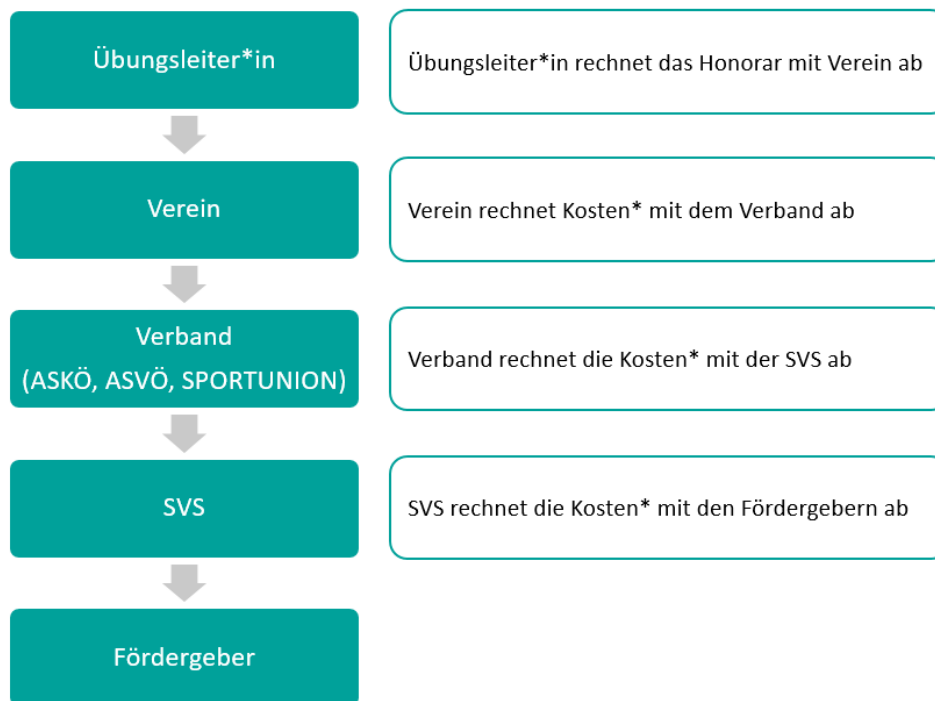 Übungsleiter*in
Übungsleiter*in rechnet das Honorar mit Verein ab
Verein
Verein rechnet Kosten* mit dem Verband ab
Verband
(ASKÖ, ASVÖ, SPORTUNION)
Verband rechnet die Kosten* mit der SVS ab
SVS
SVS rechnet die Kosten* mit den Fördergebern ab
Fördergeber